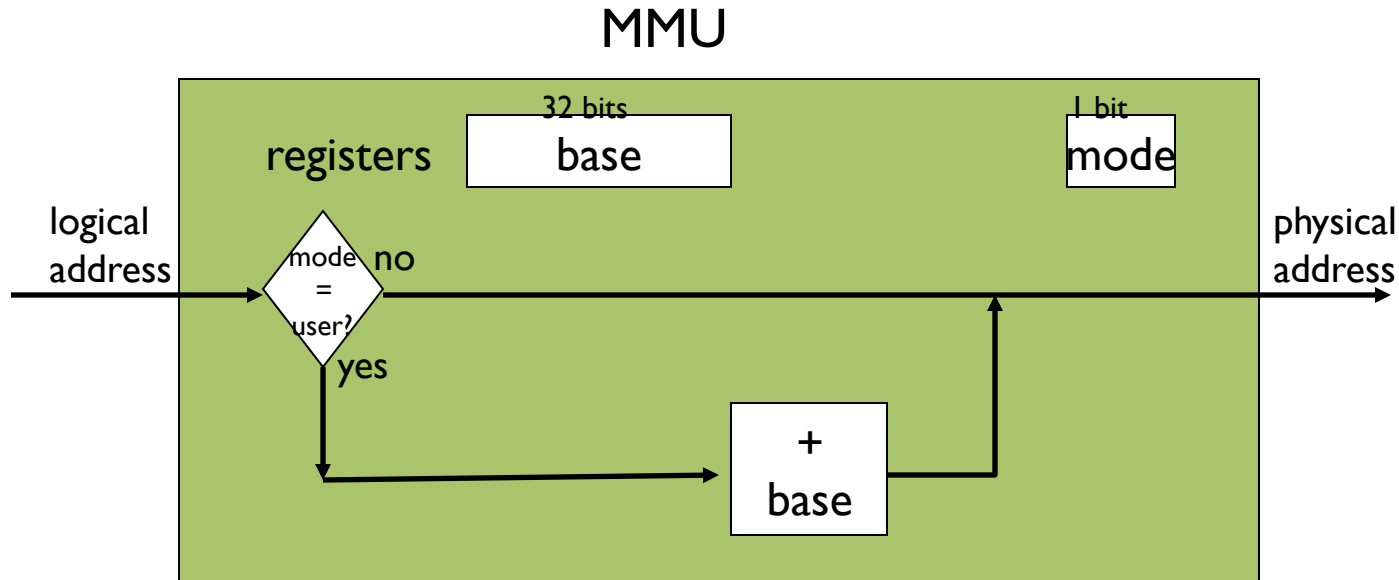 MMU
32 bits
1 bit
registers
base
mode
logical
address
physical
address
mode
=
user?
no
yes
+
base